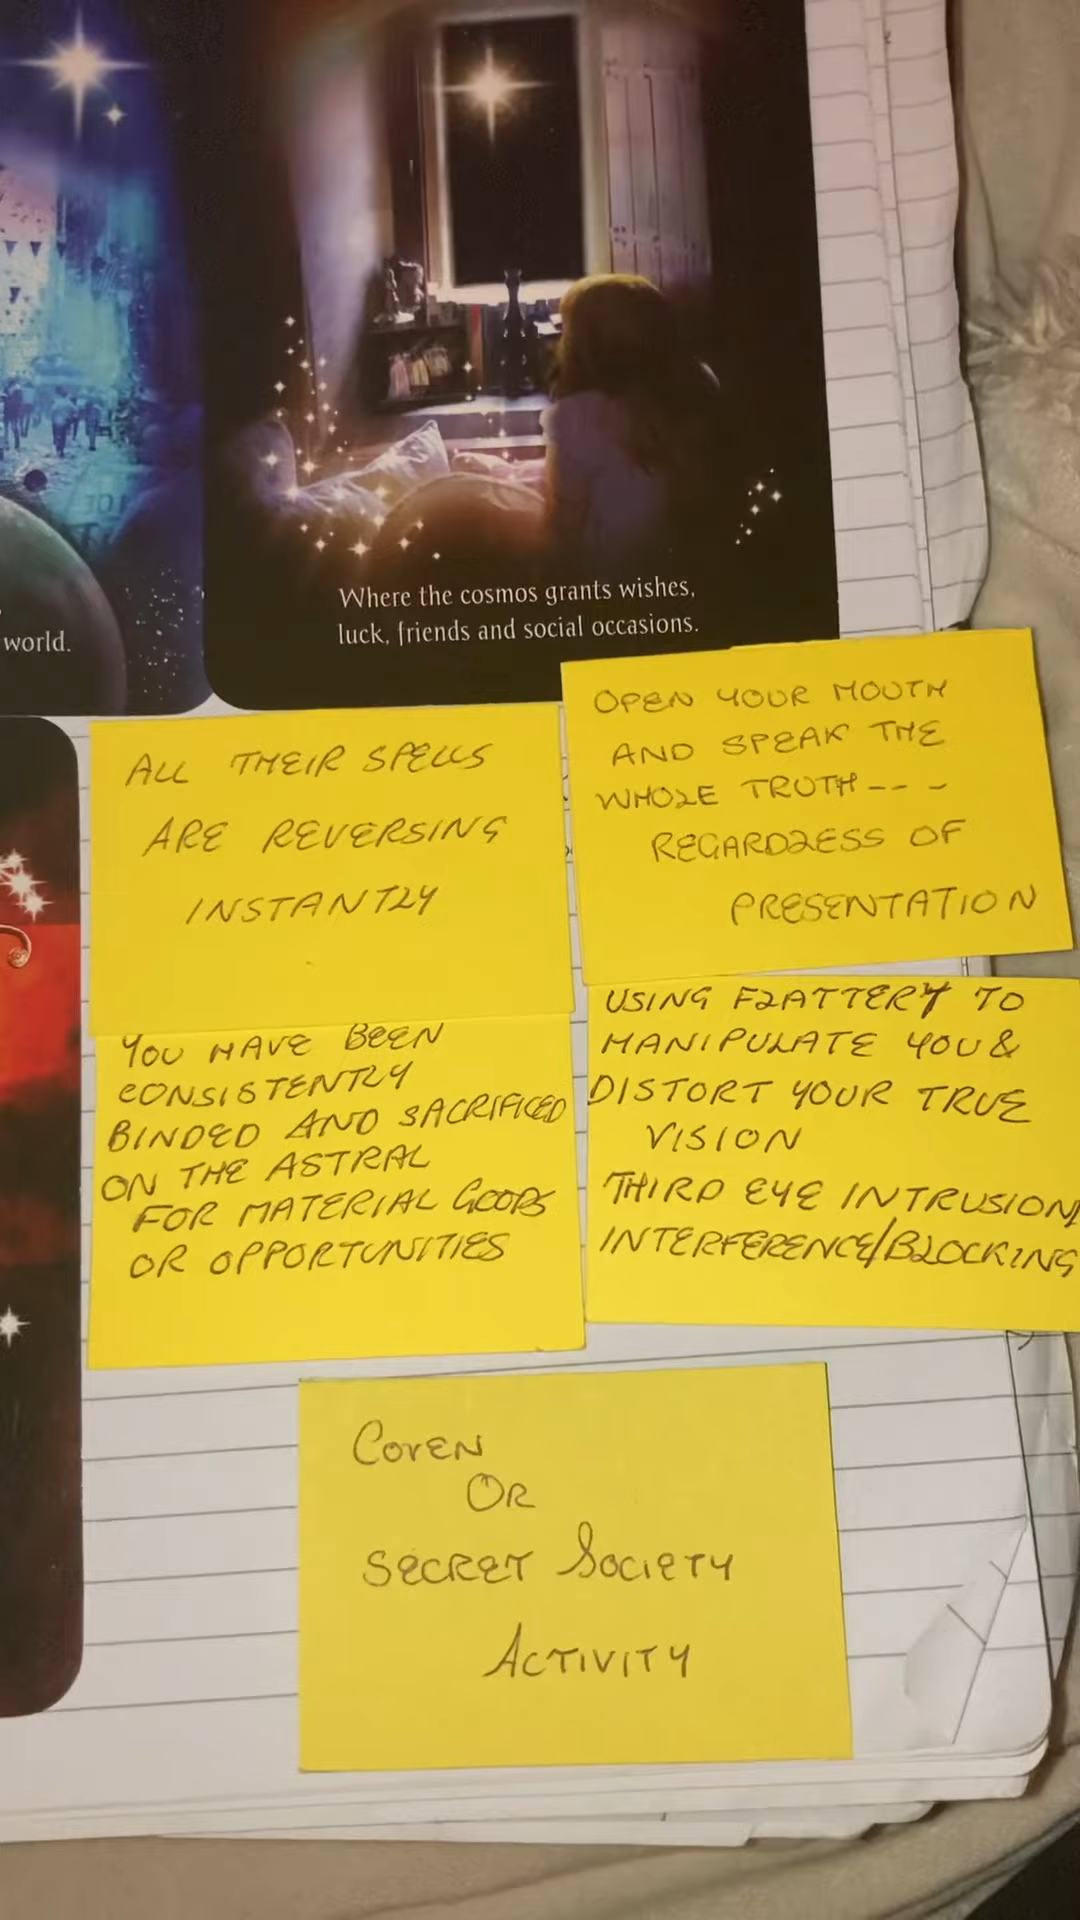 Where the cosmos grants wishes,
luck, friends and social occasions.
world.
OPEN YOUR MOUTH
AND SPEAK THE
WHOLE TRUTH---
REGARDLESS OF
PRESENTATION
ALL THEIR SPELLS
ARE REVERSING
INSTANTLY
YOU HAVE BEEN
CONSISTENTLY
BINDED AND SACRIFICED
ON THE ASTRAL
FOR MATERIAL GOODS
OR OPPORTUNITIES
USING FLATTERY TO
MANIPULATE YOU &
DISTORT YOUR TRUE
VISION
THIRD EYE INTRUSION/
INTERFERENCE/BLOCKING
COVEN
OR
SECRET SOCIETY
ACTIVITY